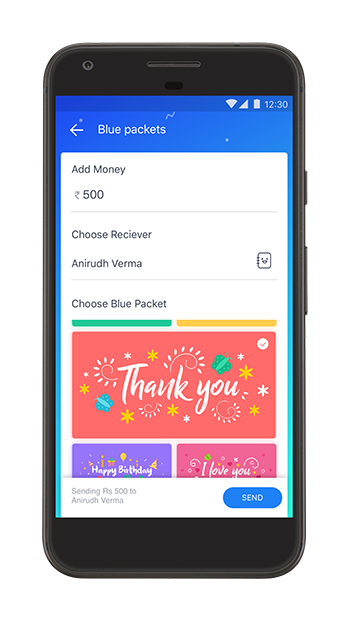 12:30
Blue packets
Add Money
₹ 500
Choose Reciever
Anirudh Verma
Choose Blue Packet
Thank you
Happy Birthday
I love you
Sending Rs 500 to
Anirudh Verma
SEND